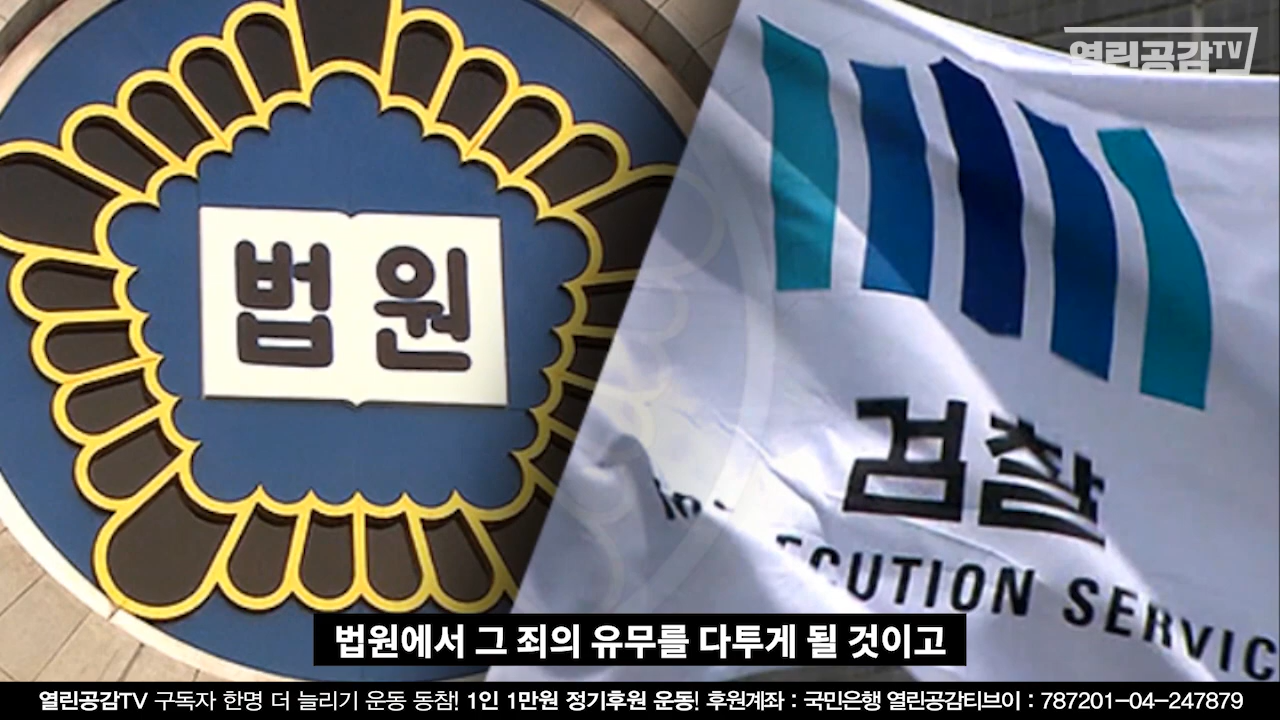 열린공감TV
법원
검찰
CUTION SERVIC
법원에서 그 죄의 유무를 다투게 될 것이고
열린공감TV 구독자 한명 더 늘리기 운동 동참! 1인 1만원 정기후원 운동! 후원계좌 : 국민은행 열린공감티브이 : 787201-04-247879